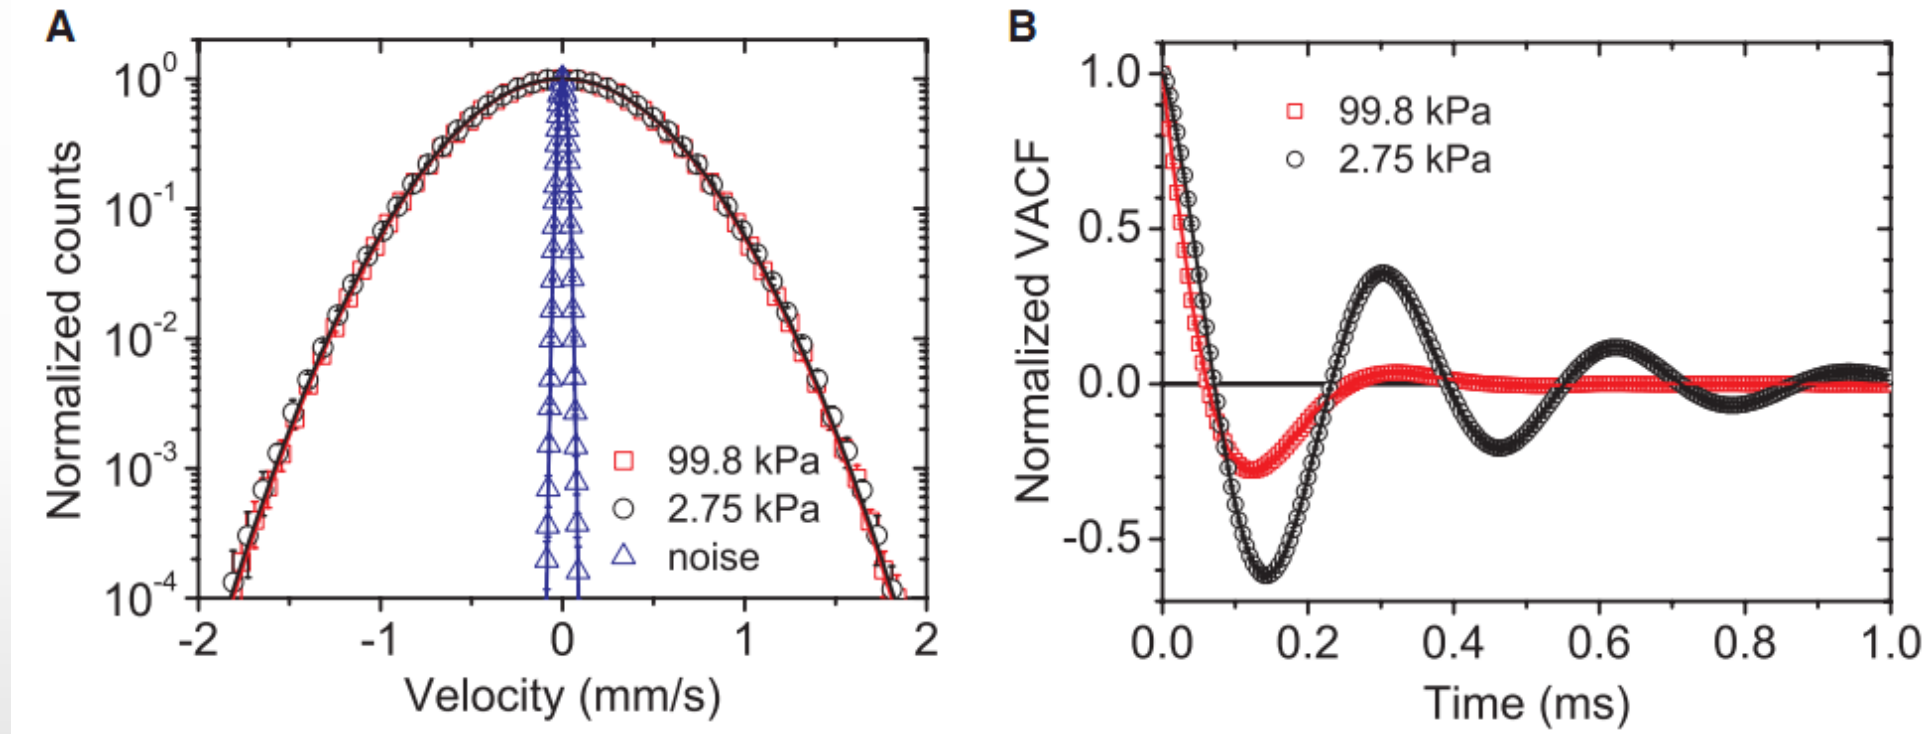 A
Normalized counts
10^0
10^-1
10^-2
10^-3
10^-4
99.8 kPa
2.75 kPa
noise
-2 -1 0 1 2
Velocity (mm/s)
B
Normalized VACF
1.0
0.5
0.0
-0.5
99.8 kPa
2.75 kPa
0.0 0.2 0.4 0.6 0.8 1.0
Time (ms)